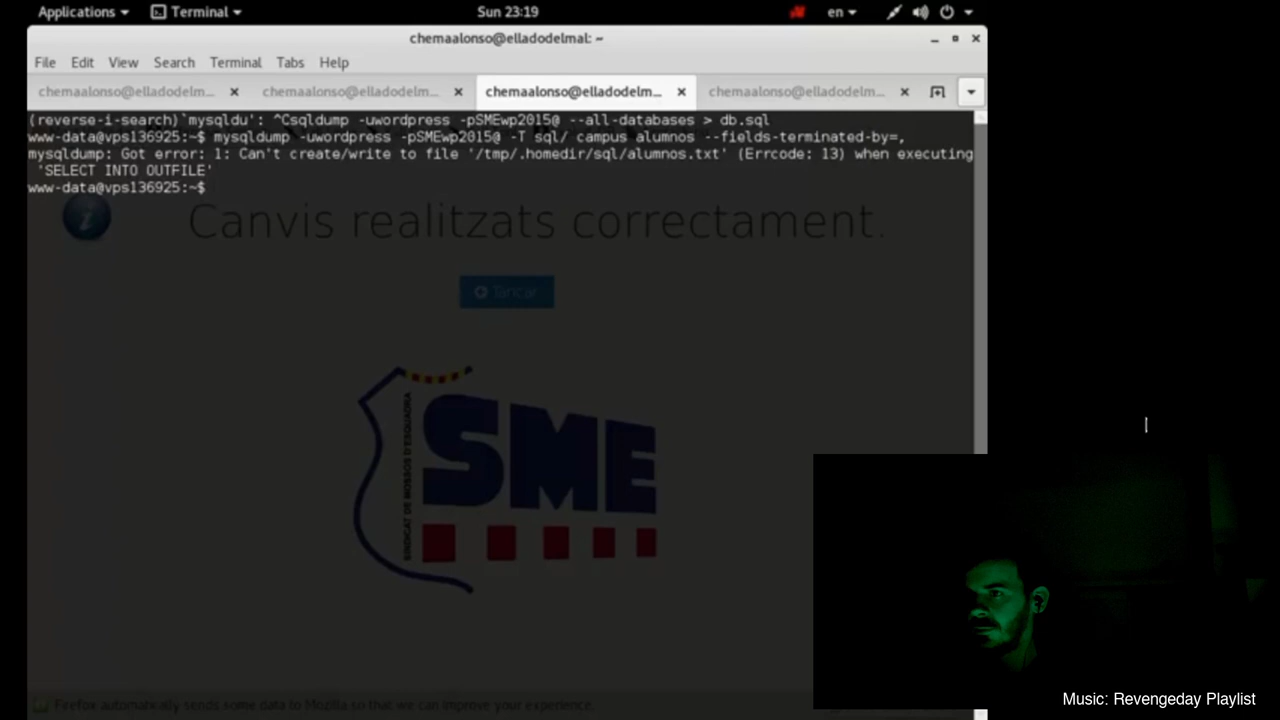 Applications
Terminal
Sun 23:19
en
chemaalonso@elladodelmal: ~
File Edit View Search Terminal Tabs Help
chemaalonso@elladodelm...
chemaalonso@elladodelm...
chemaalonso@elladodelm...
chemaalonso@elladodelm...
(reverse-i-search)`mysqldu': ^Csqldump -uwordpress -pSMEwp2015@ --all-databases > db.sql
www-data@vps136925:~$ mysqldump -uwordpress -pSMEwp2015@ -T sql/ campus alumnos --fields-terminated-by=,
mysqldump: Got error: 1: Can't create/write to file '/tmp/.homedir/sql/alumnos.txt' (Errcode: 13) when executing
'SELECT INTO OUTFILE'
www-data@vps136925:~$
Canvis realitzats correctament.
Tancar
SINDICAT DE MOSSOS D'ESQUADRA
SME
Firefox automatically sends some data to Mozilla so that we can improve your experience.
Music: Revengeday Playlist